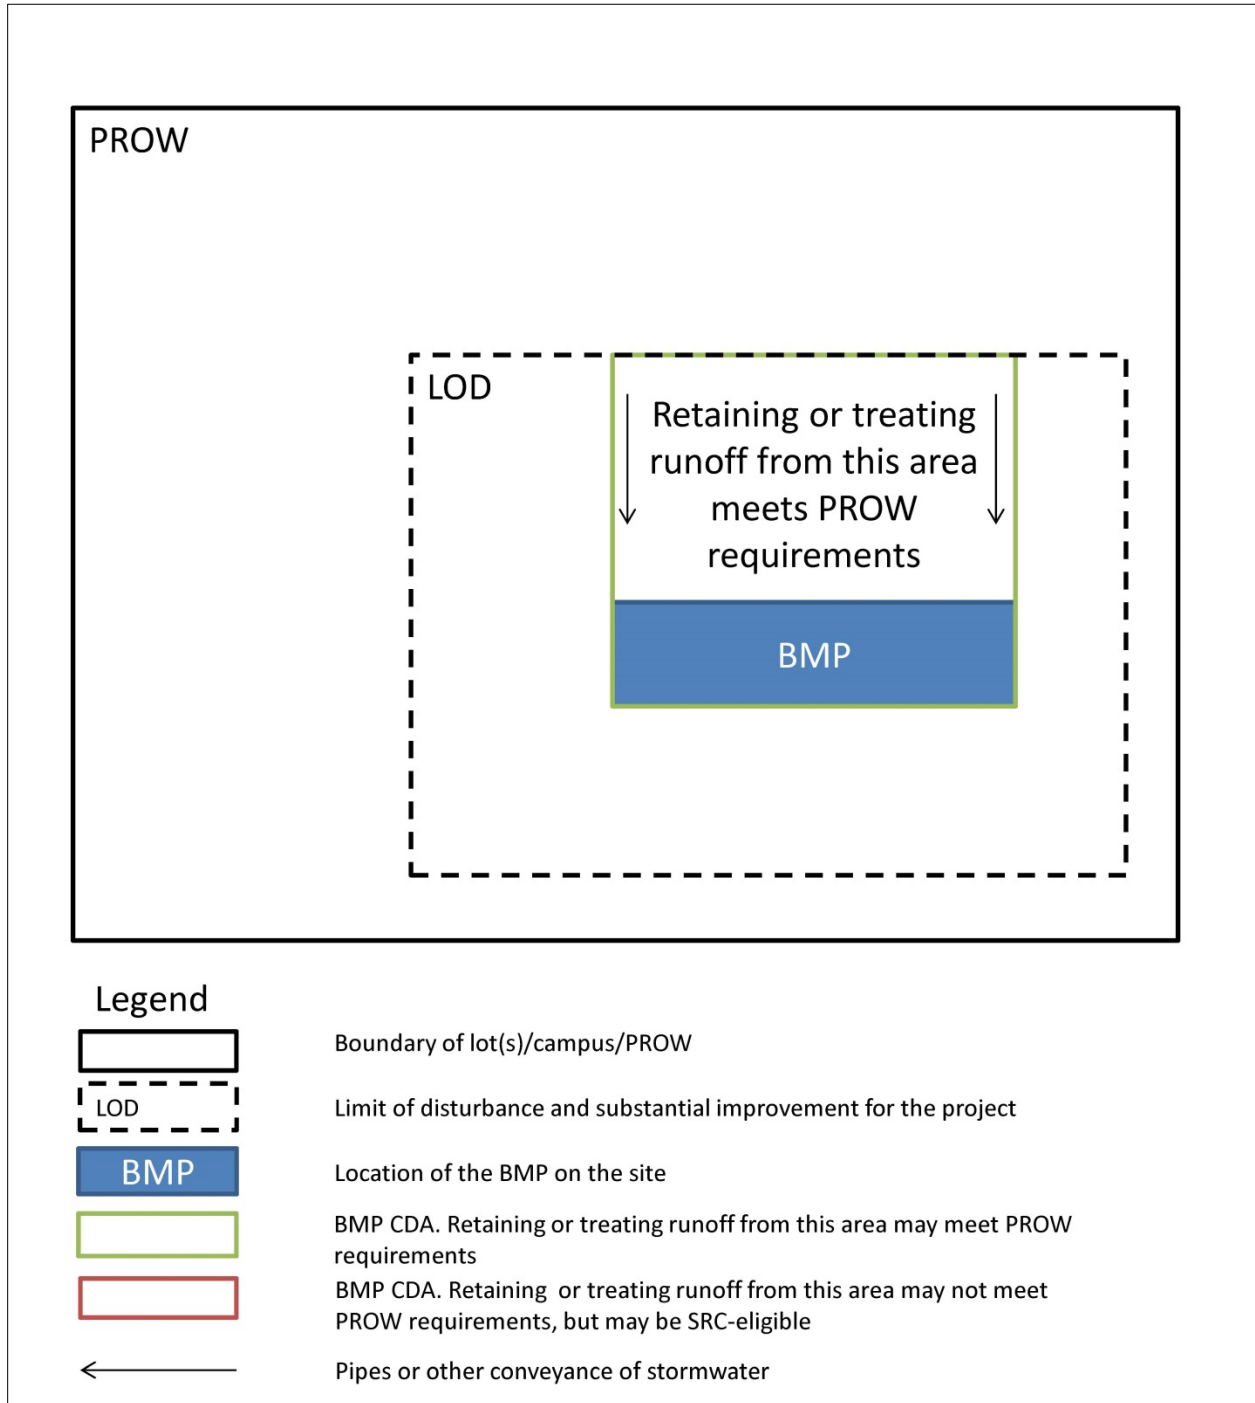 PROW
LOD
Retaining or treating
runoff from this area
meets PROW
requirements
BMP
Legend
Boundary of lot(s)/campus/PROW
LOD
Limit of disturbance and substantial improvement for the project
BMP
Location of the BMP on the site
BMP CDA. Retaining or treating runoff from this area may meet PROW
requirements
BMP CDA. Retaining or treating runoff from this area may not meet
PROW requirements, but may be SRC-eligible
Pipes or other conveyance of stormwater